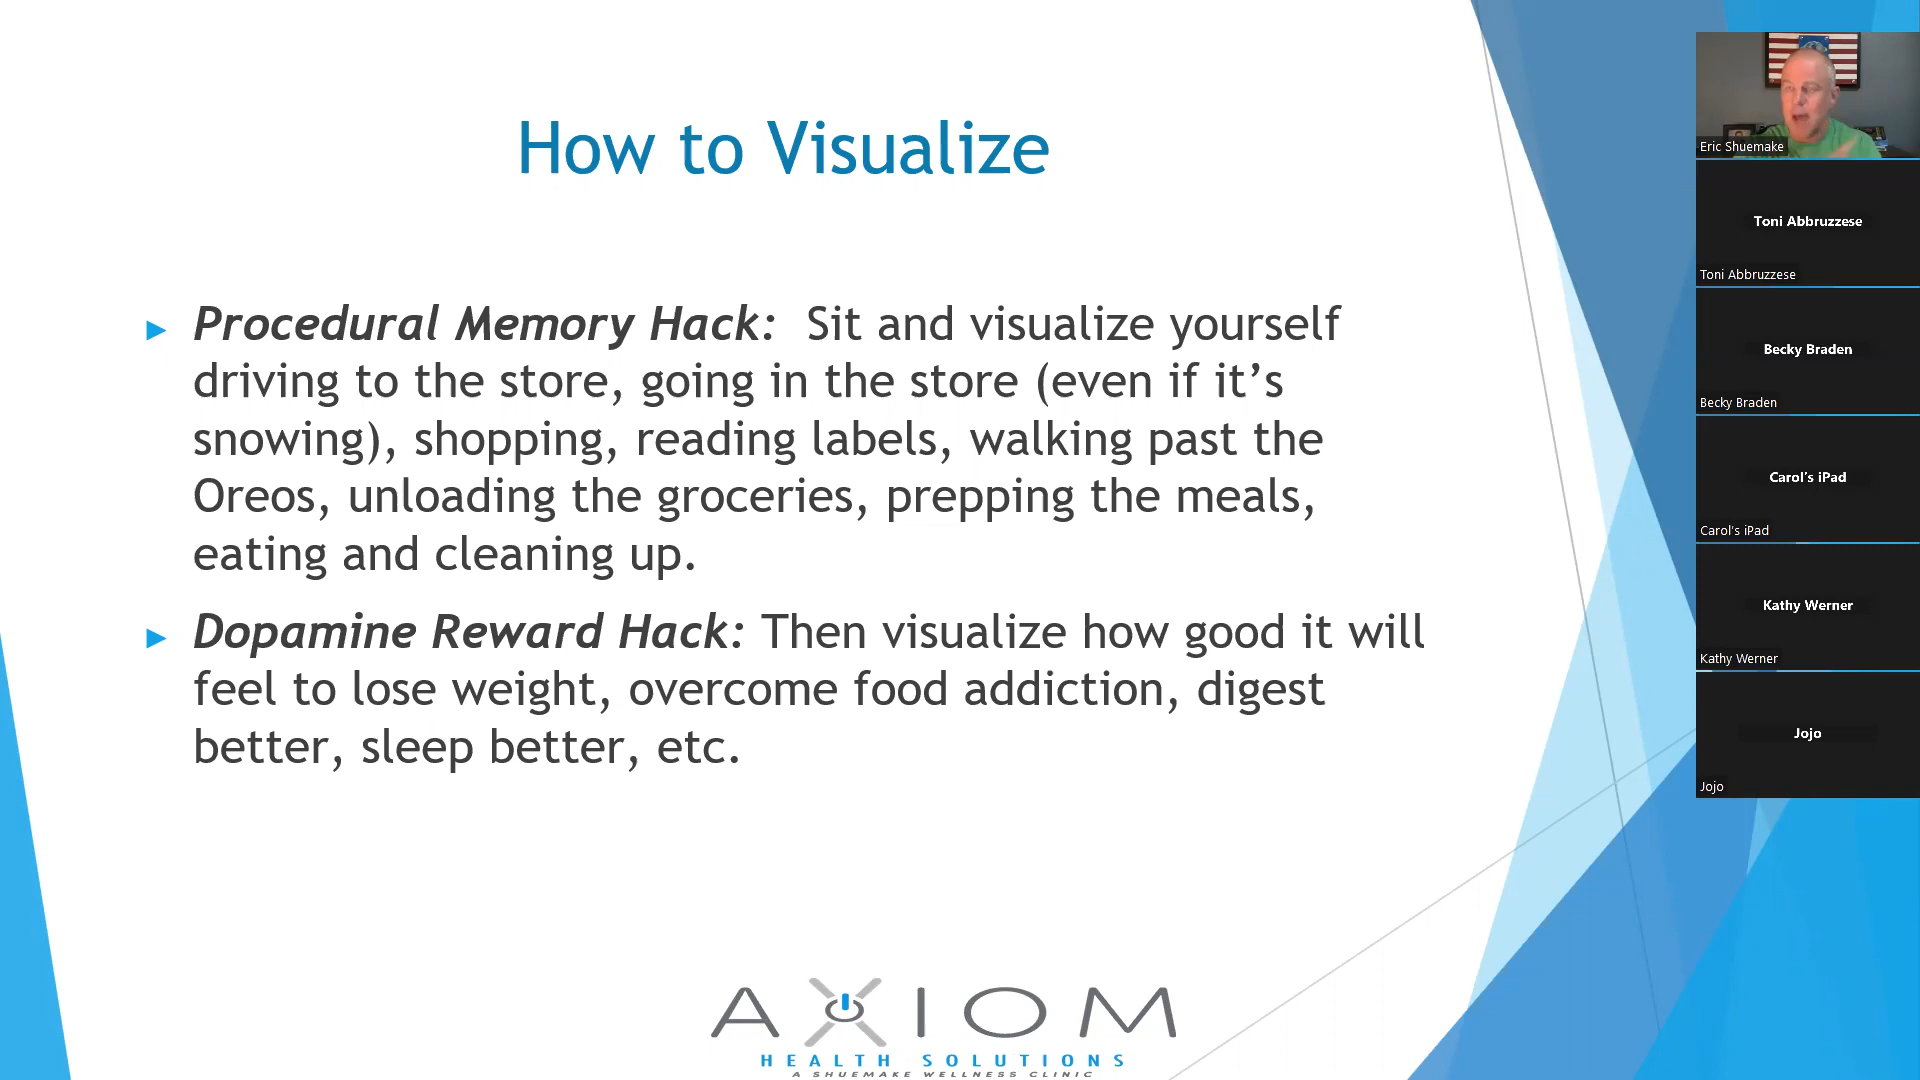 How to Visualize
Procedural Memory Hack: Sit and visualize yourself
driving to the store, going in the store (even if it’s
snowing), shopping, reading labels, walking past the
Oreos, unloading the groceries, prepping the meals,
eating and cleaning up.
Dopamine Reward Hack: Then visualize how good it will
feel to lose weight, overcome food addiction, digest
better, sleep better, etc.
AXIOM
HEALTH SOLUTIONS
A SHUEMAKE WELLNESS CLINIC
Eric Shuemake
Toni Abbruzzese
Toni Abbruzzese
Becky Braden
Becky Braden
Carol's iPad
Carol's iPad
Kathy Werner
Kathy Werner
Jojo
Jojo